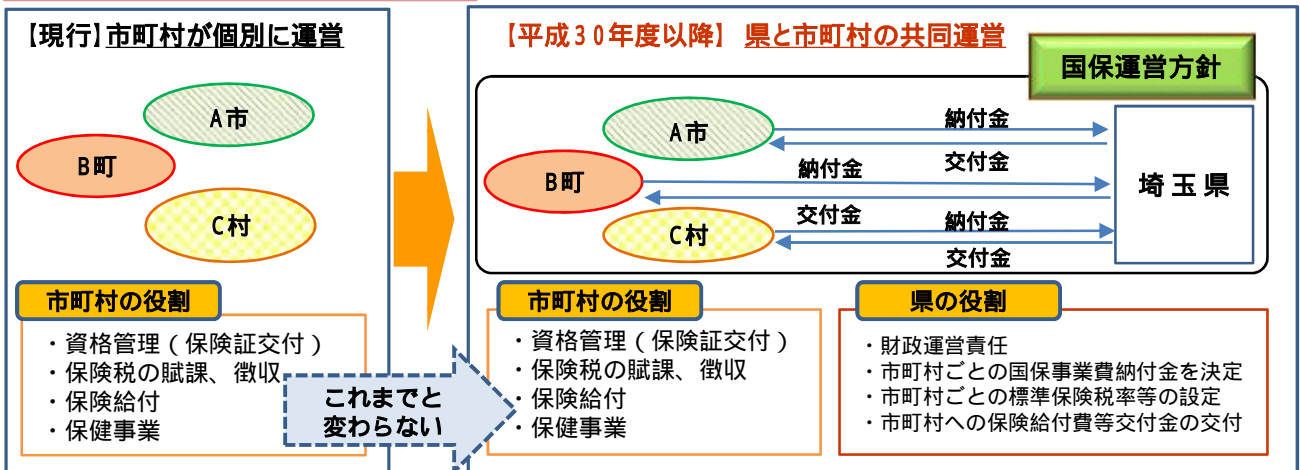 【現行】市町村が個別に運営
A市
B町
C村
市町村の役割
・資格管理（保険証交付）
・保険税の賦課、徴収
・保険給付
・保健事業
これまでと
変わらない
【平成３０年度以降】 県と市町村の共同運営
国保運営方針
A市
B町
C村
納付金
交付金
納付金
交付金
納付金
交付金
埼玉県
市町村の役割
・資格管理（保険証交付）
・保険税の賦課、徴収
・保険給付
・保健事業
県の役割
・財政運営責任
・市町村ごとの国保事業費納付金を決定
・市町村ごとの標準保険税率等の設定
・市町村への保険給付費等交付金の交付